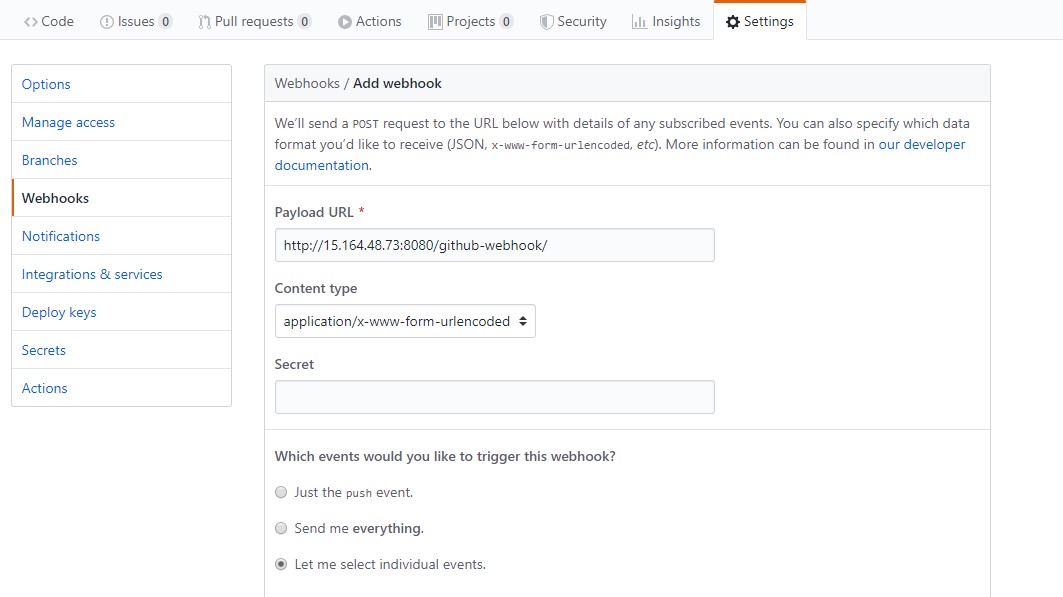 Code Issues 0 Pull requests 0 Actions Projects 0 Security Insights Settings
Options
Manage access
Branches
Webhooks
Notifications
Integrations & services
Deploy keys
Secrets
Actions
Webhooks / Add webhook
We’ll send a POST request to the URL below with details of any subscribed events. You can also specify which data
format you’d like to receive (JSON, x-www-form-urlencoded, etc). More information can be found in our developer
documentation.
Payload URL *
http://15.164.48.73:8080/github-webhook/
Content type
application/x-www-form-urlencoded
Secret
Which events would you like to trigger this webhook?
Just the push event.
Send me everything.
Let me select individual events.